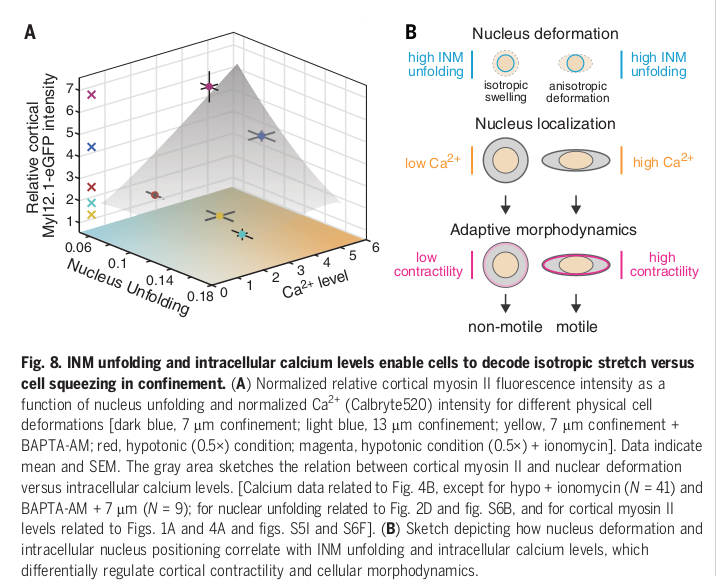 A
Relative cortical
Myl12.1-eGFP intensity
7
6
5
4
3
2
1
0.06
0.1
0.14
0.18
Nucleus Unfolding
0
1
2
3
4
5
6
Ca²⁺ level
B
Nucleus deformation
high INM
unfolding
isotropic
swelling
anisotropic
deformation
high INM
unfolding
Nucleus localization
low Ca²⁺
high Ca²⁺
Adaptive morphodynamics
low
contractility
high
contractility
non-motile
motile
Fig. 8. INM unfolding and intracellular calcium levels enable cells to decode isotropic stretch versus
cell squeezing in confinement. (A) Normalized relative cortical myosin II fluorescence intensity as a
function of nucleus unfolding and normalized Ca²⁺ (Calbryte520) intensity for different physical cell
deformations [dark blue, 7 μm confinement; light blue, 13 μm confinement; yellow, 7 μm confinement +
BAPTA-AM; red, hypotonic (0.5×) condition; magenta, hypotonic condition (0.5×) + ionomycin]. Data indicate
mean and SEM. The gray area sketches the relation between cortical myosin II and nuclear deformation
versus intracellular calcium levels. [Calcium data related to Fig. 4B, except for hypo + ionomycin (N = 41) and
BAPTA-AM + 7 μm (N = 9); for nuclear unfolding related to Fig. 2D and fig. S6B, and for cortical myosin II
levels related to Figs. 1A and 4A and figs. S5I and S6F]. (B) Sketch depicting how nucleus deformation and
intracellular nucleus positioning correlate with INM unfolding and intracellular calcium levels, which
differentially regulate cortical contractility and cellular morphodynamics.